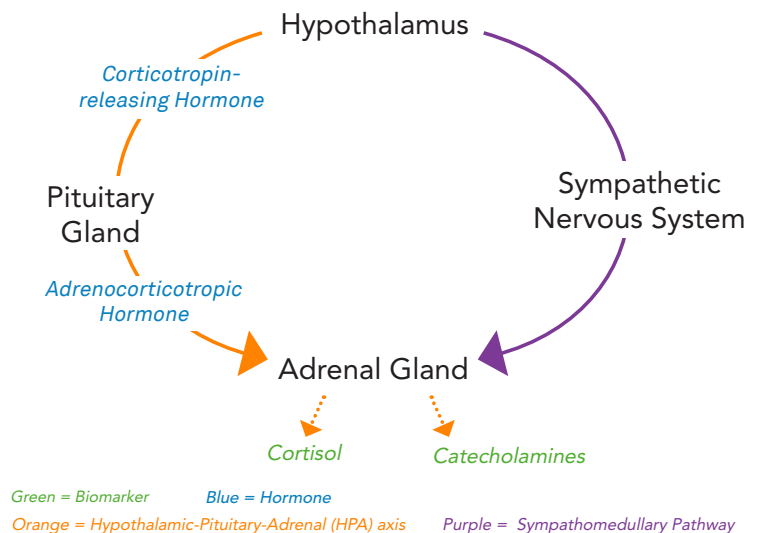 Hypothalamus
Corticotropin-
releasing Hormone
Pituitary
Gland
Sympathetic
Nervous System
Adrenocorticotropic
Hormone
Adrenal Gland
Cortisol
Catecholamines
Green = Biomarker
Blue = Hormone
Orange = Hypothalamic-Pituitary-Adrenal (HPA) axis
Purple = Sympathomedullary Pathway